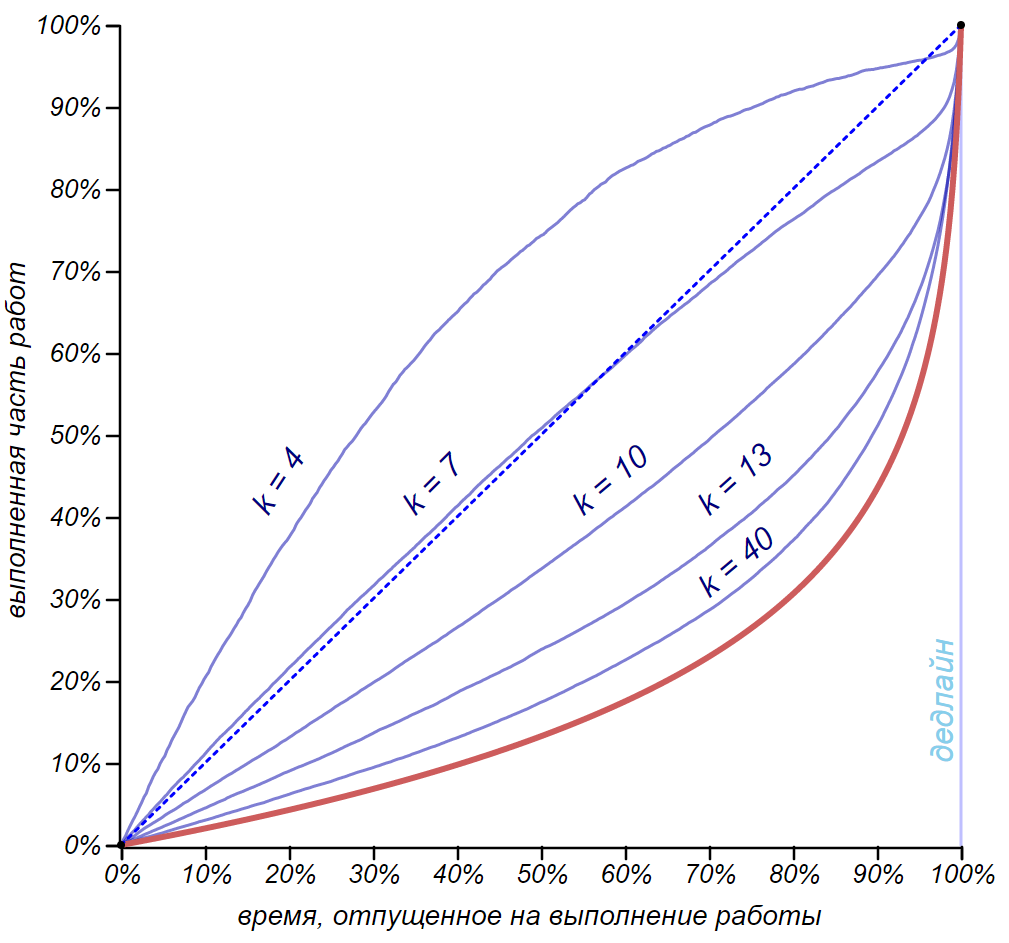 100%
90%
80%
70%
60%
50%
40%
30%
20%
10%
0%
выполненная часть работ
k = 4
k = 7
k = 10
k = 13
k = 40
дедлайн
0% 10% 20% 30% 40% 50% 60% 70% 80% 90% 100%
время, отпущенное на выполнение работы